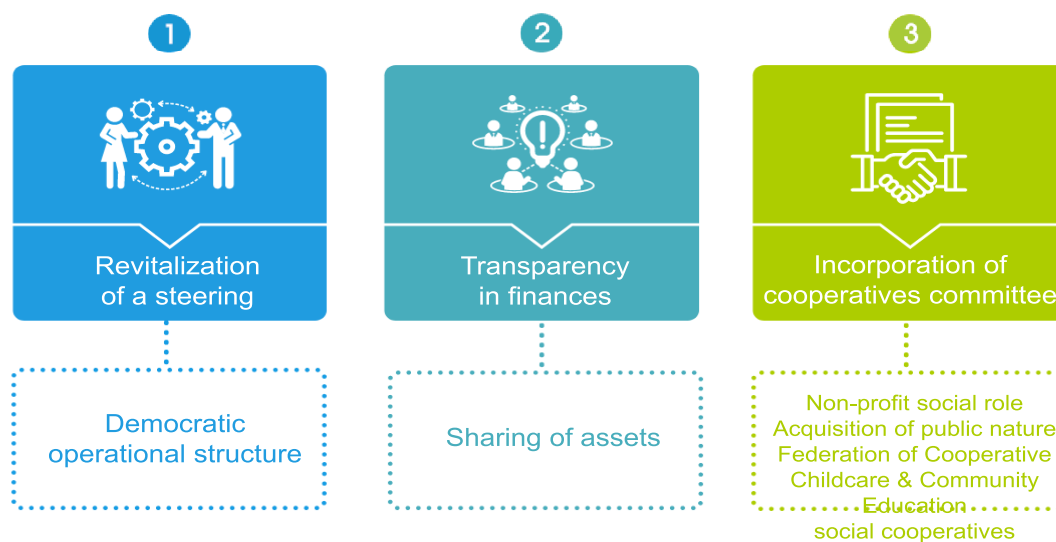 1
Revitalization
of a steering
Democratic
operational structure
2
Transparency
in finances
Sharing of assets
3
Incorporation of
cooperatives committee
Non-profit social role
Acquisition of public nature
Federation of Cooperative
Childcare & Community
Education
social cooperatives